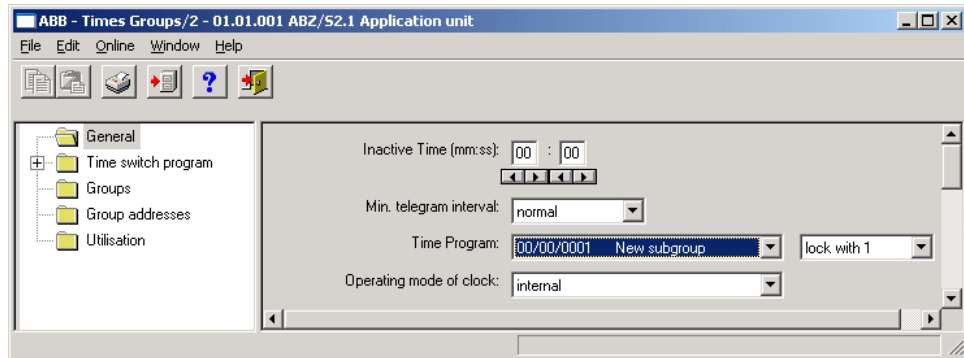 ABB - Times Groups/2 - 01.01.001 ABZ/S2.1 Application unit
File Edit Online Window Help
?
General
Time switch program
Groups
Group addresses
Utilisation
Inactive Time (mm:ss): 00 : 00
Min. telegram interval: normal
Time Program: 00/00/0001 New subgroup lock with 1
Operating mode of clock: internal